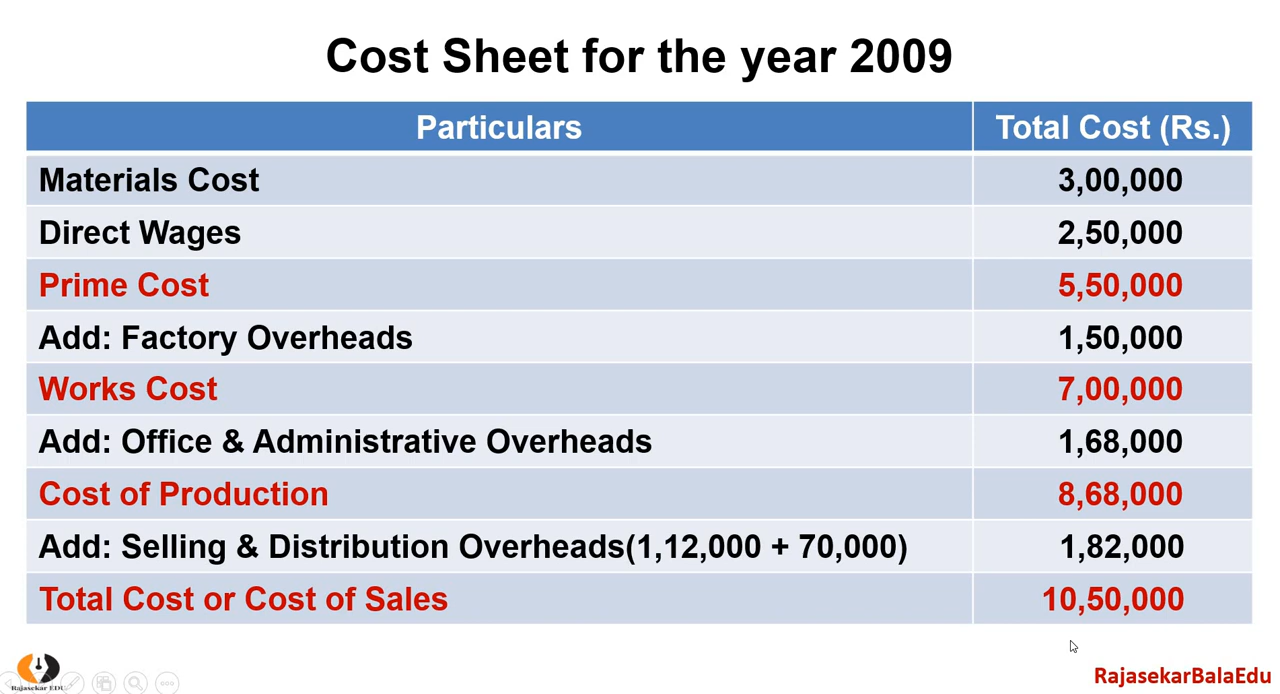 Cost Sheet for the year 2009
Particulars Total Cost (Rs.)
Materials Cost 3,00,000
Direct Wages 2,50,000
Prime Cost 5,50,000
Add: Factory Overheads 1,50,000
Works Cost 7,00,000
Add: Office & Administrative Overheads 1,68,000
Cost of Production 8,68,000
Add: Selling & Distribution Overheads(1,12,000 + 70,000) 1,82,000
Total Cost or Cost of Sales 10,50,000
Rajasekar EDU
RajasekarBalaEdu